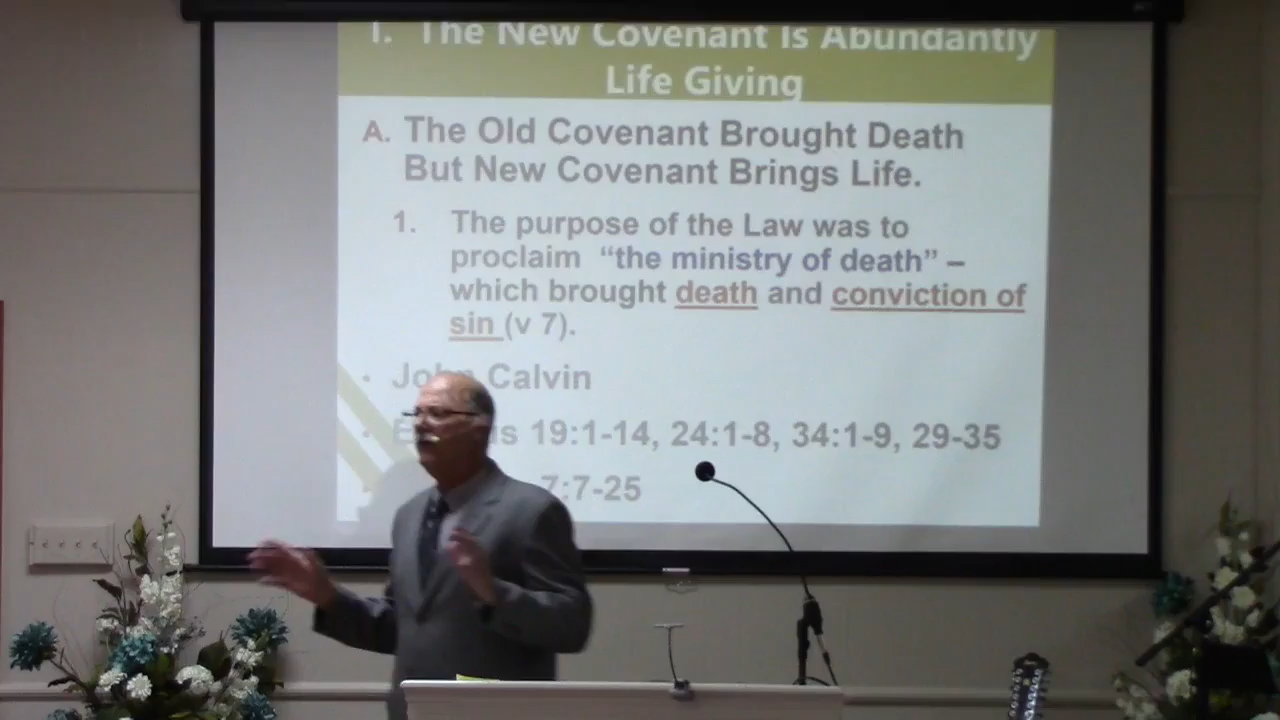 I. The New Covenant Is Abundantly
Life Giving
A. The Old Covenant Brought Death
But New Covenant Brings Life.
1. The purpose of the Law was to
proclaim “the ministry of death” –
which brought death and conviction of
sin (v 7).
• John Calvin
• 19:1-14, 24:1-8, 34:1-9, 29-35
7:7-25